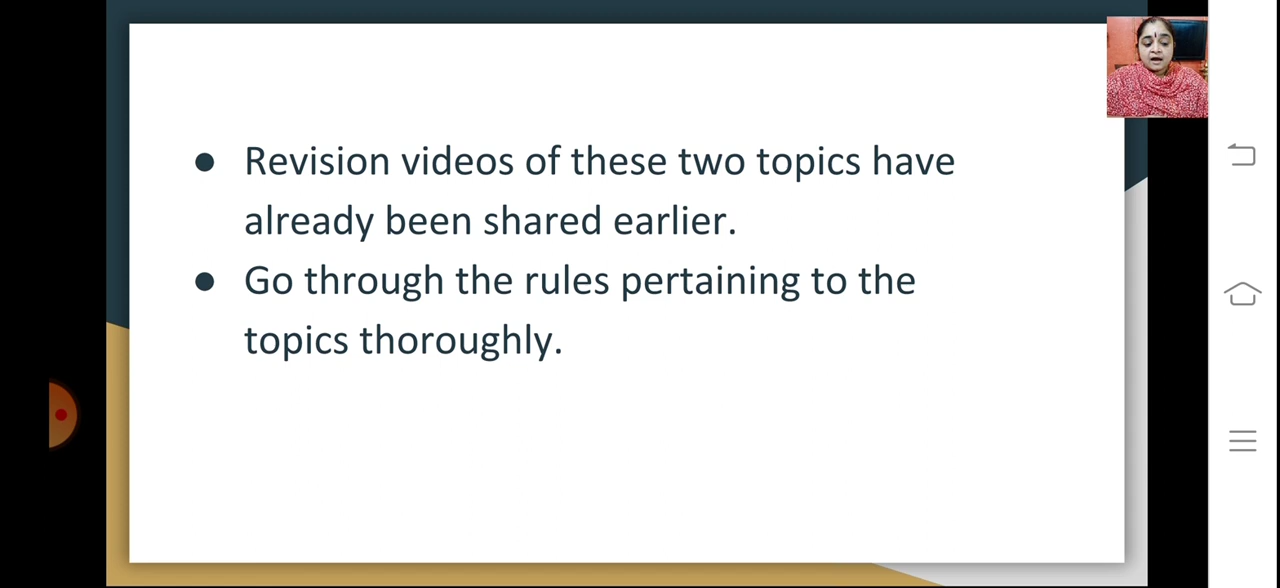 ● Revision videos of these two topics have
already been shared earlier.
● Go through the rules pertaining to the
topics thoroughly.